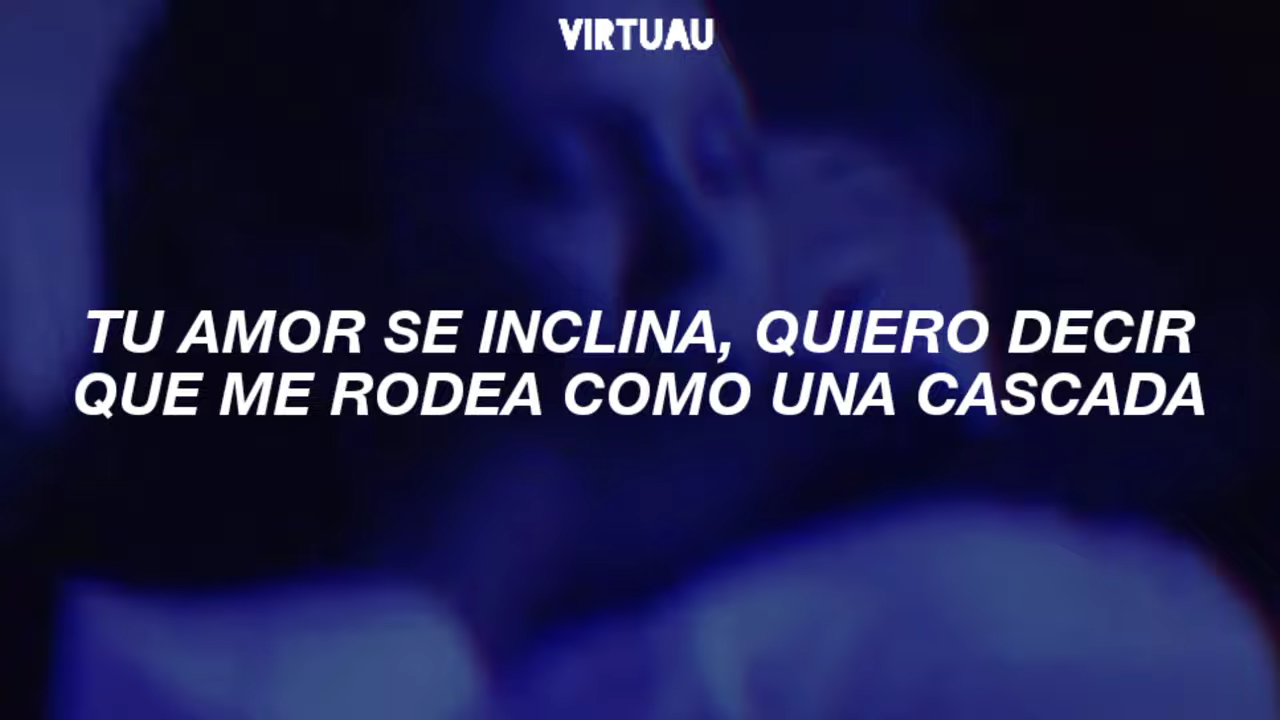 VIRTUAU
TU AMOR SE INCLINA, QUIERO DECIR
QUE ME RODEA COMO UNA CASCADA